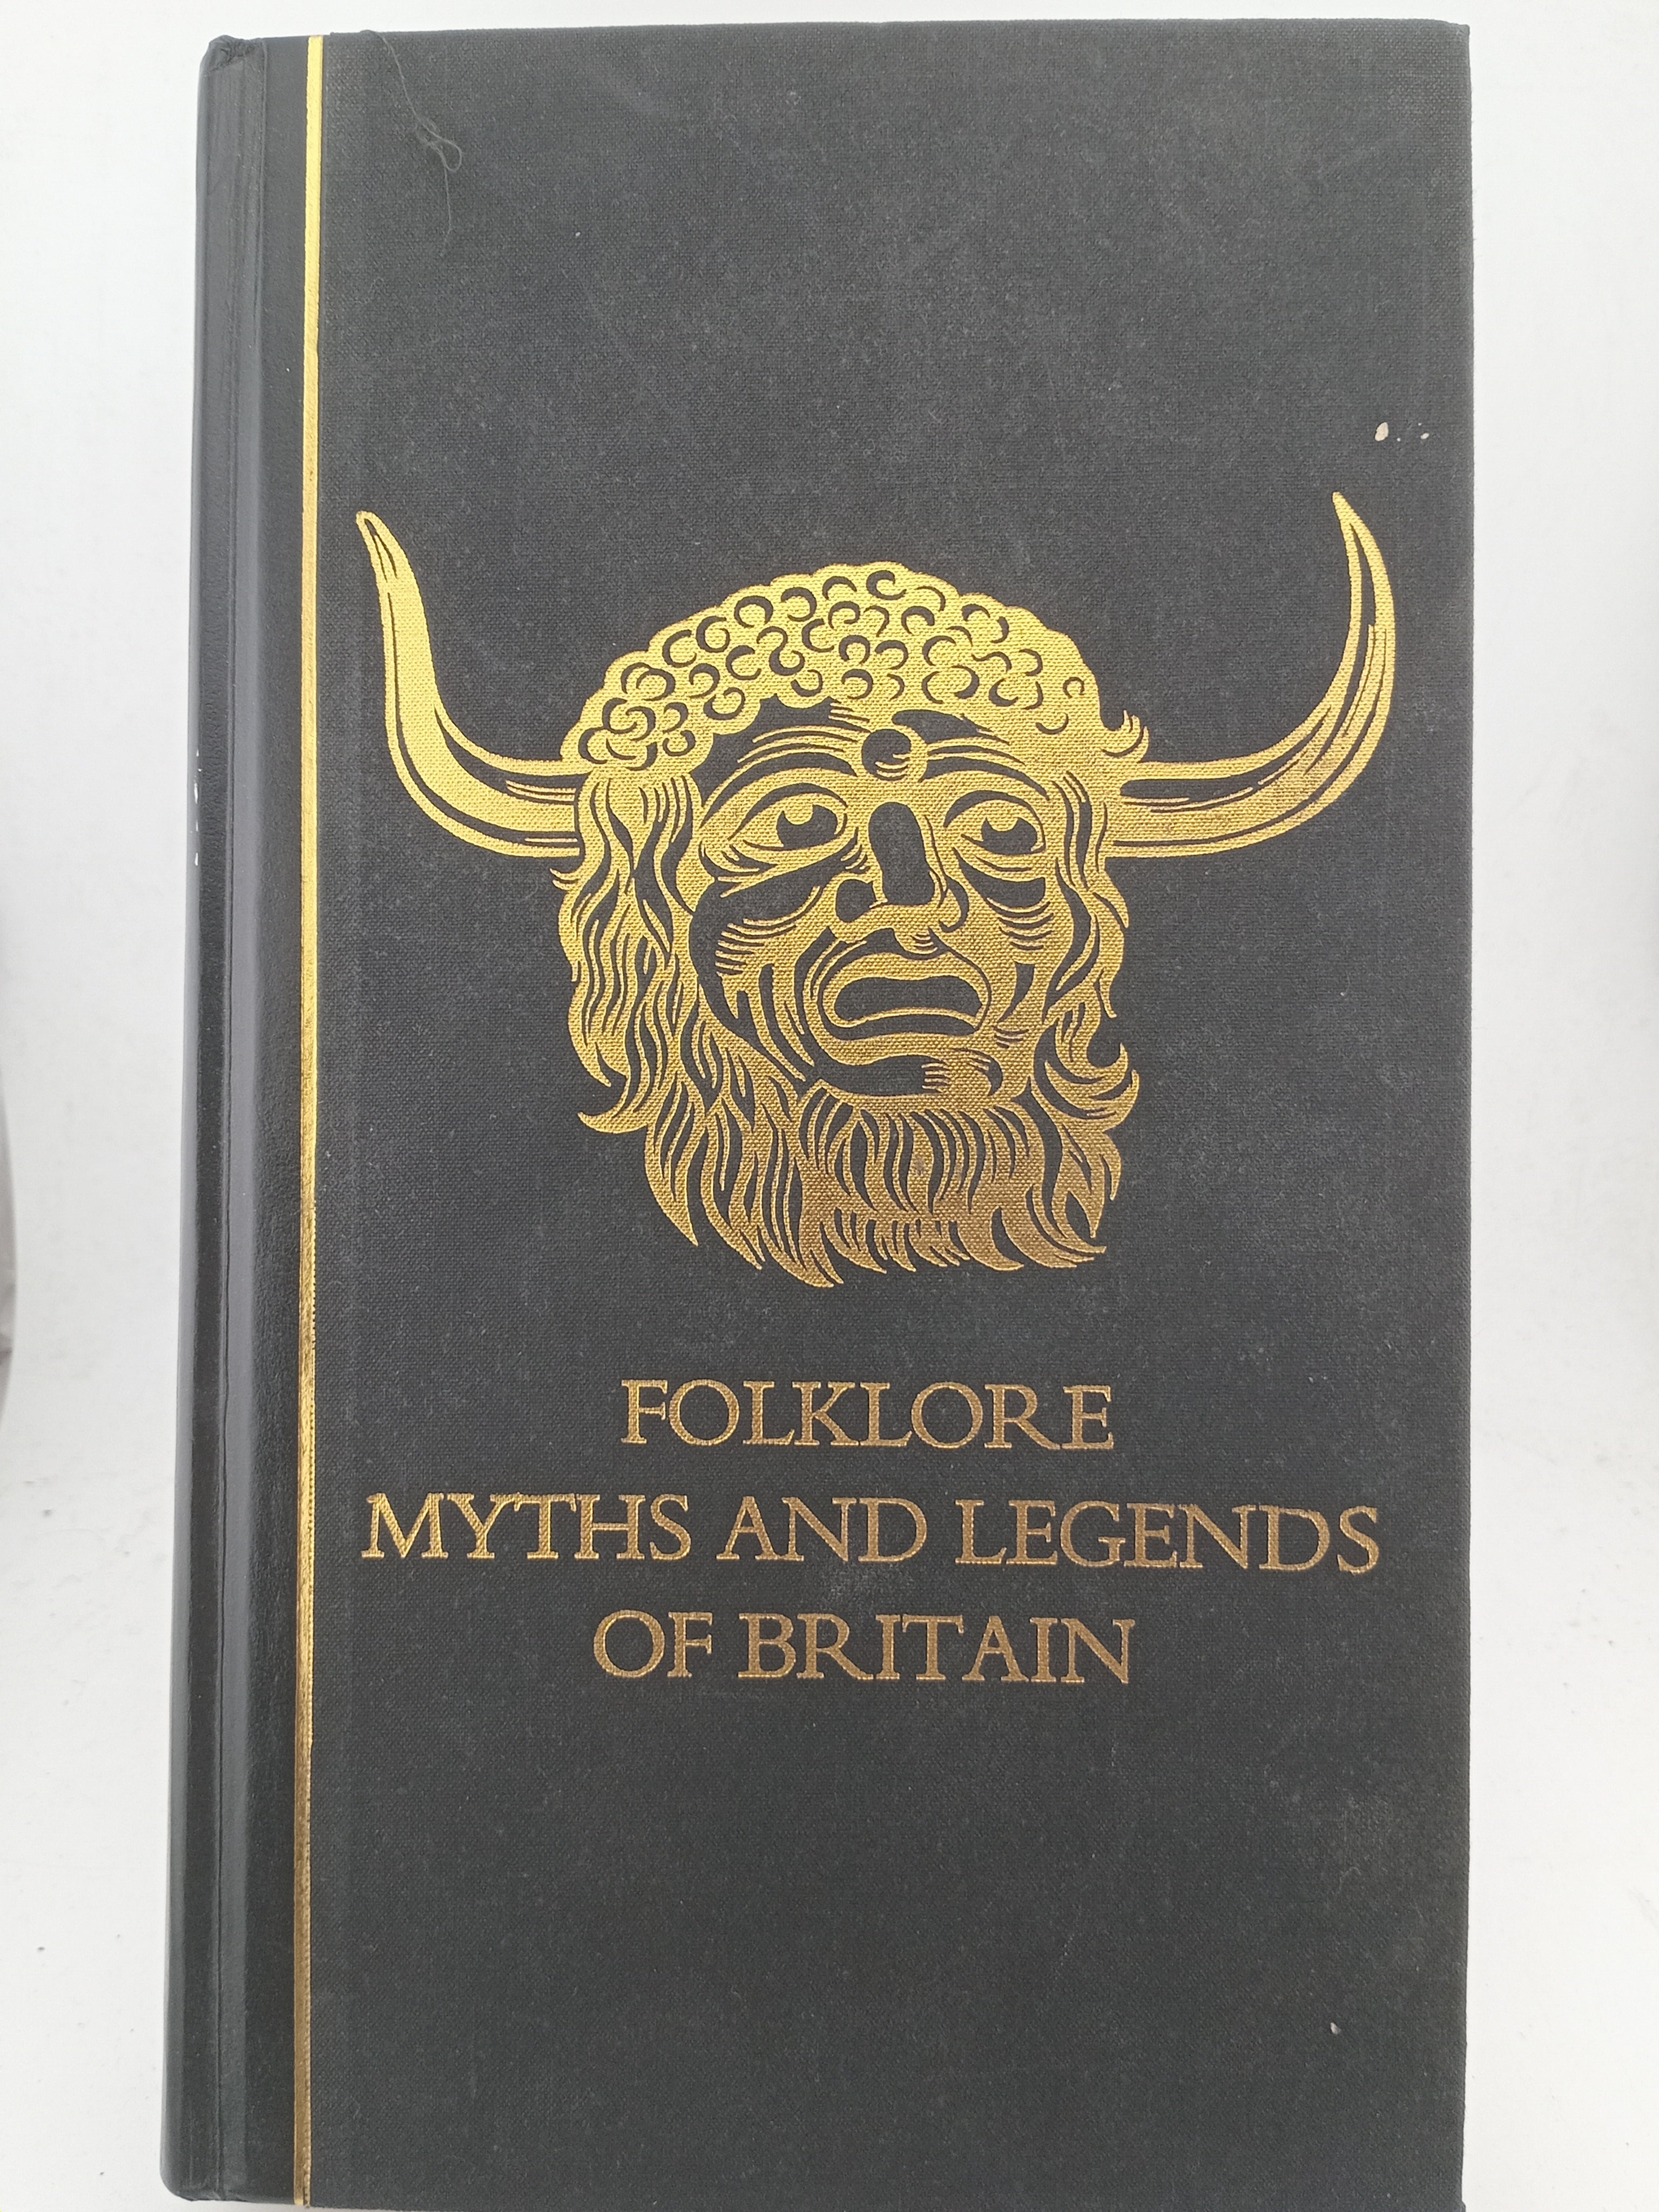 FOLKLORE
MYTHS AND LEGENDS
OF BRITAIN